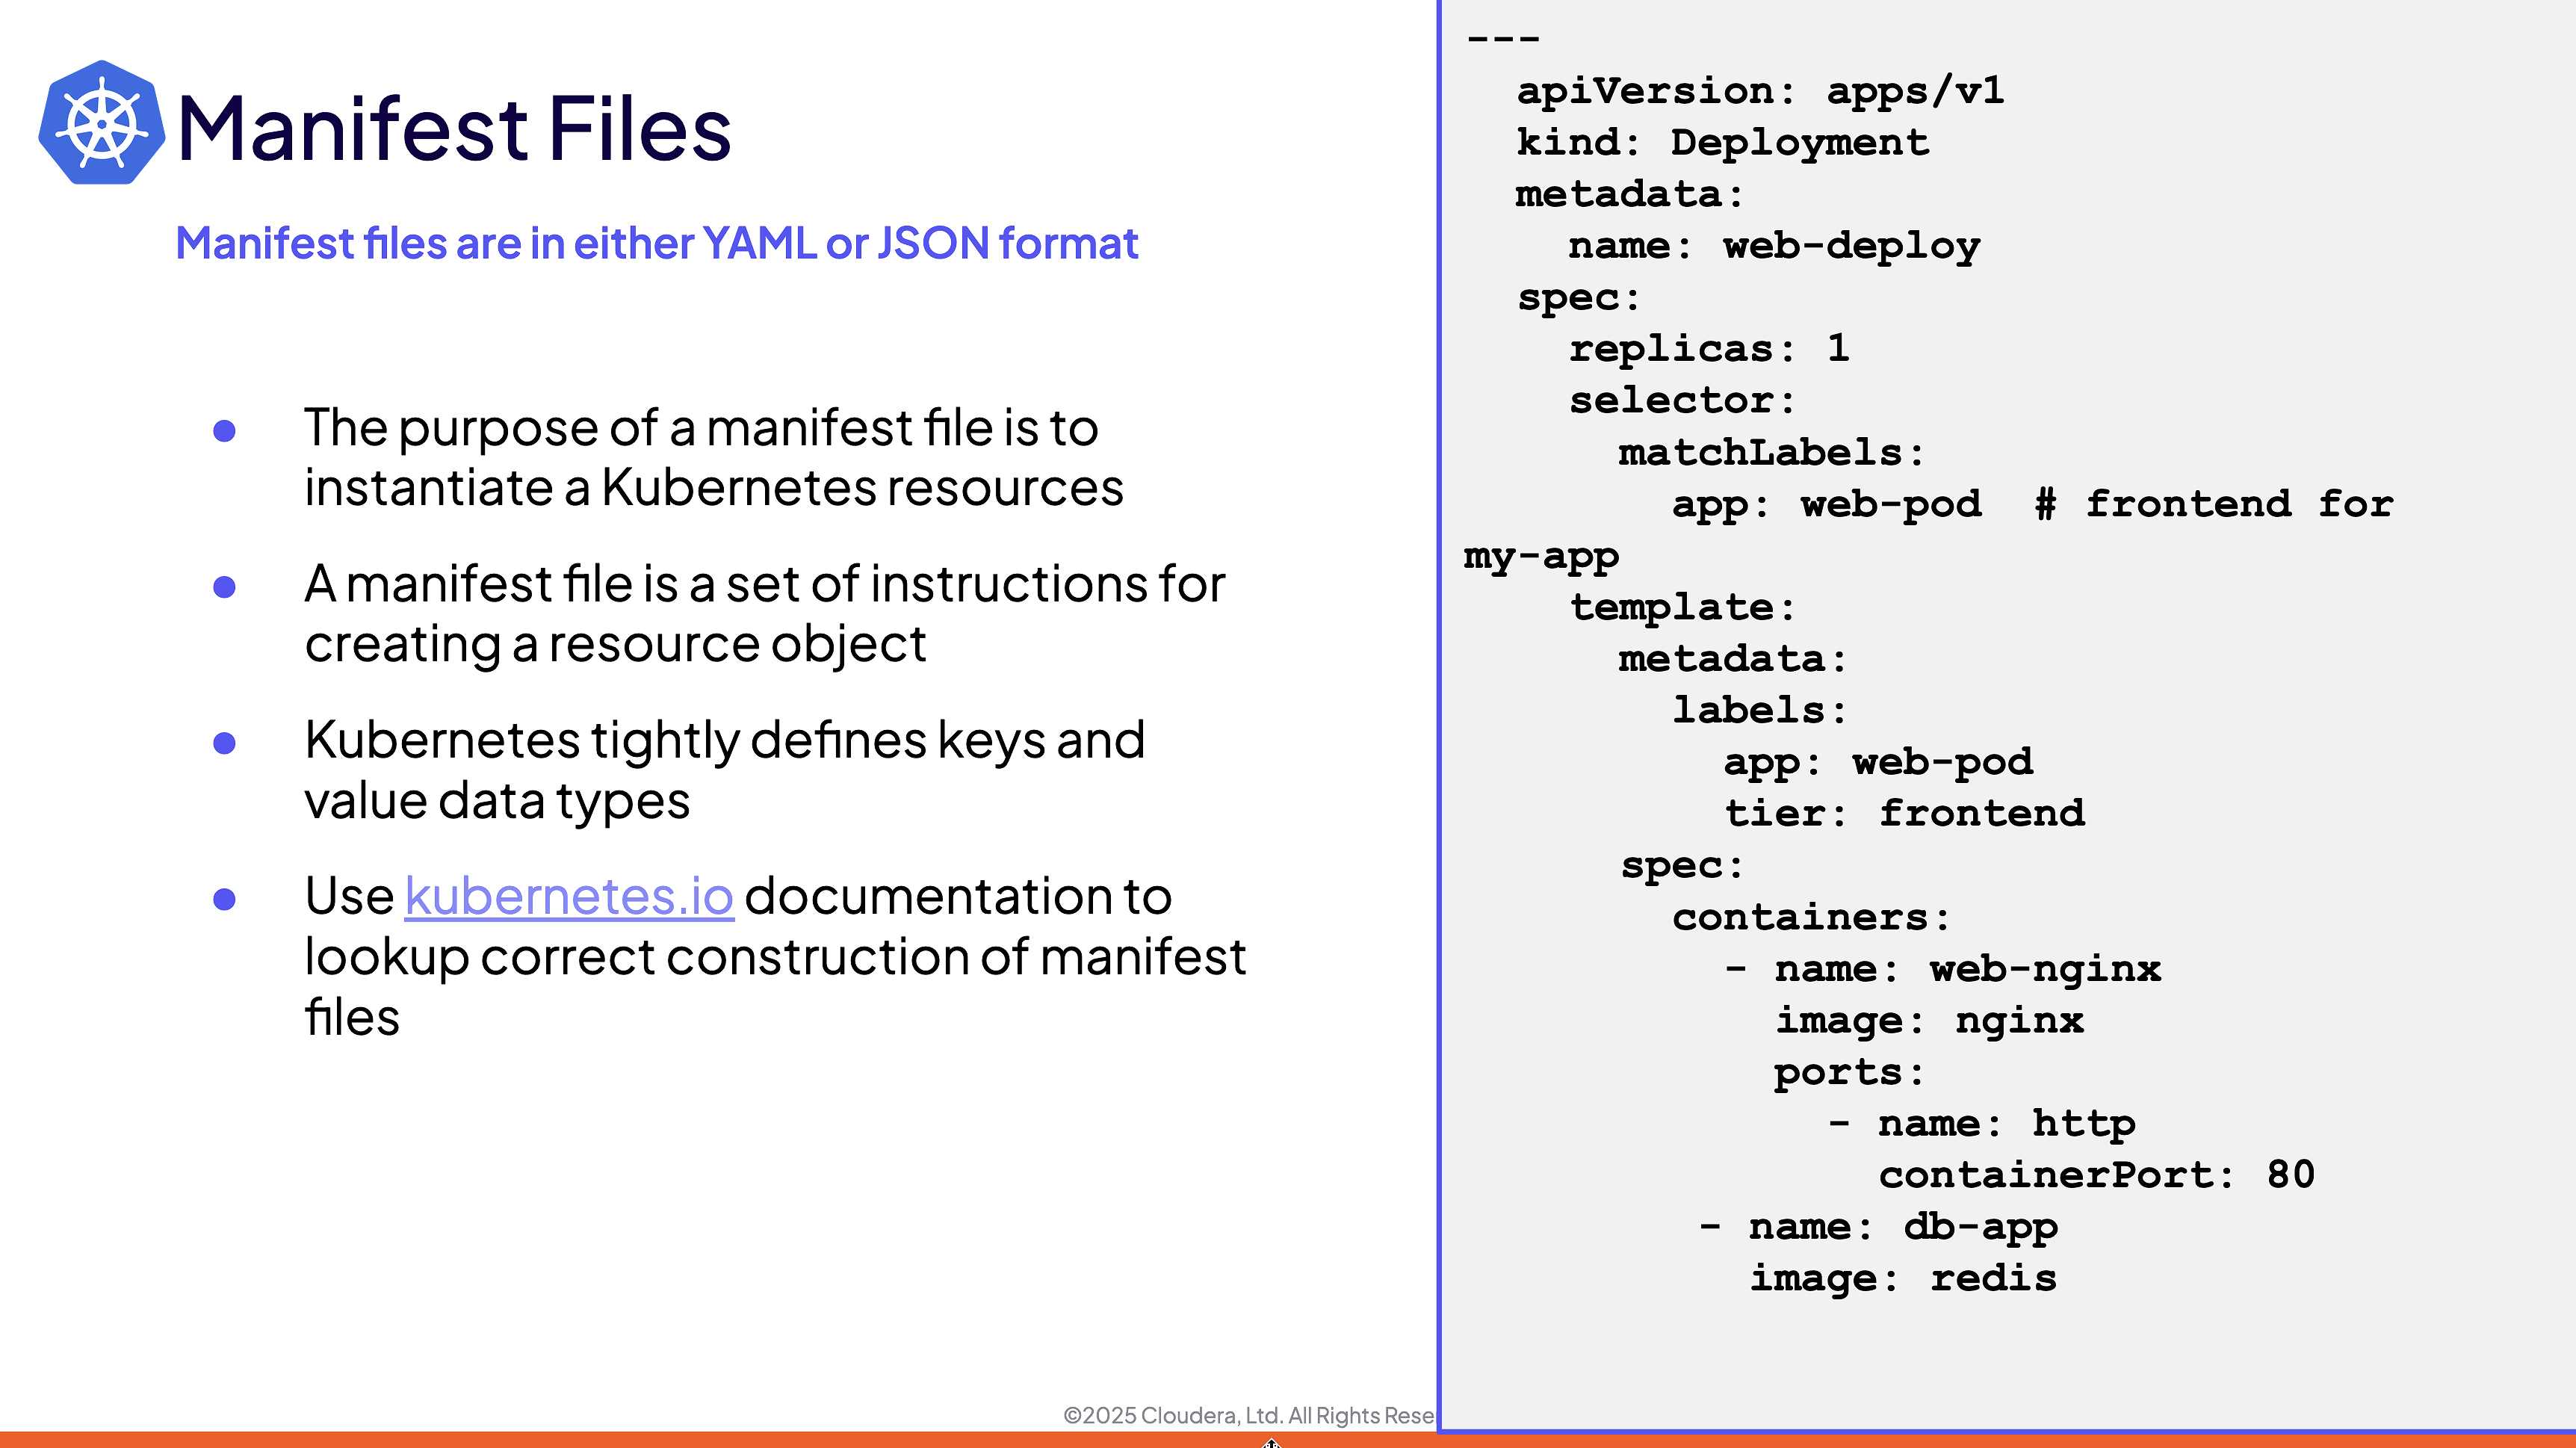 Manifest Files
Manifest files are in either YAML or JSON format
The purpose of a manifest file is to
instantiate a Kubernetes resources
A manifest file is a set of instructions for
creating a resource object
Kubernetes tightly defines keys and
value data types
Use kubernetes.io documentation to
lookup correct construction of manifest
files
---
  apiVersion: apps/v1
  kind: Deployment
  metadata:
    name: web-deploy
  spec:
    replicas: 1
    selector:
      matchLabels:
        app: web-pod  # frontend for
my-app
    template:
      metadata:
        labels:
          app: web-pod
          tier: frontend
      spec:
        containers:
          - name: web-nginx
            image: nginx
            ports:
              - name: http
                containerPort: 80
         - name: db-app
           image: redis
©2025 Cloudera, Ltd. All Rights